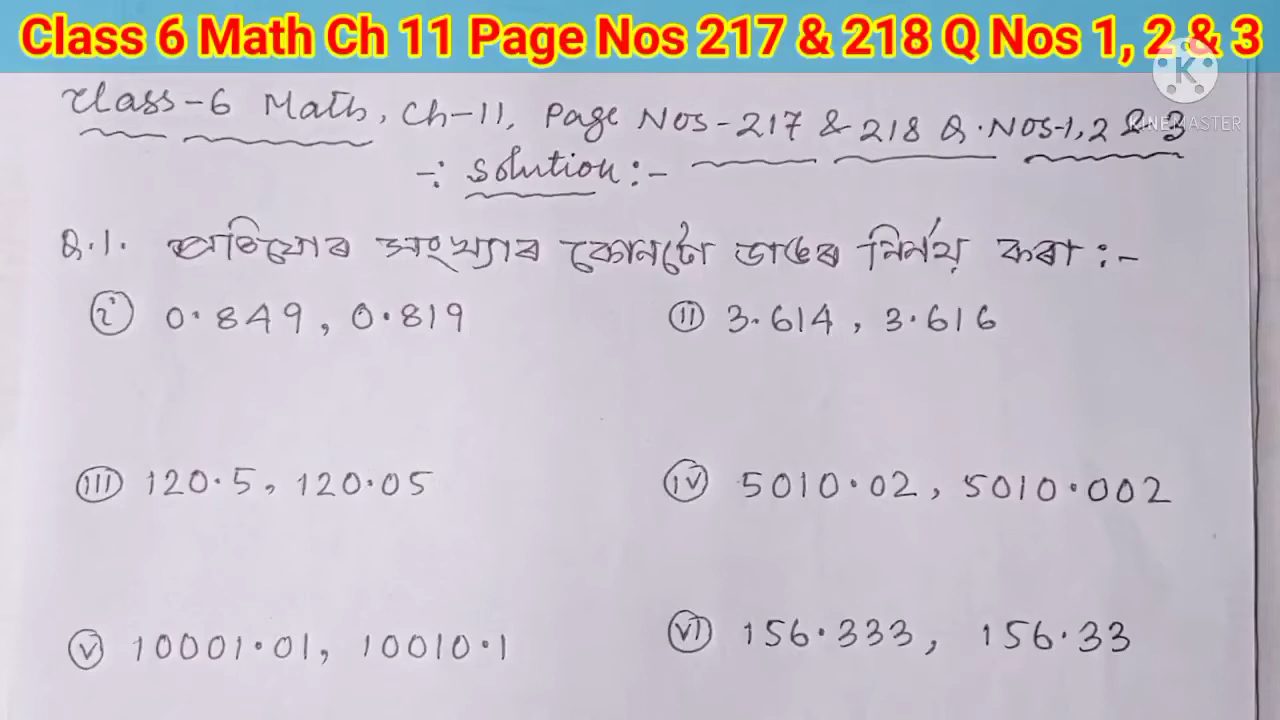 Class 6 Math Ch 11 Page Nos 217 & 218 Q Nos 1, 2 & 3
K
KINEMASTER
Class-6 Math, Ch-11, Page Nos-217 & 218 Q.Nos-1,2 & 3
-: Solution :-
Q.1. প্ৰতিযোৰ সংখ্যাৰ কোনটো ডাঙৰ নিৰ্ণয় কৰা :-
(i) 0.849, 0.819 (II) 3.614, 3.616
(III) 120.5, 120.05 (IV) 5010.02, 5010.002
(V) 10001.01, 10010.1 (VI) 156.333, 156.33